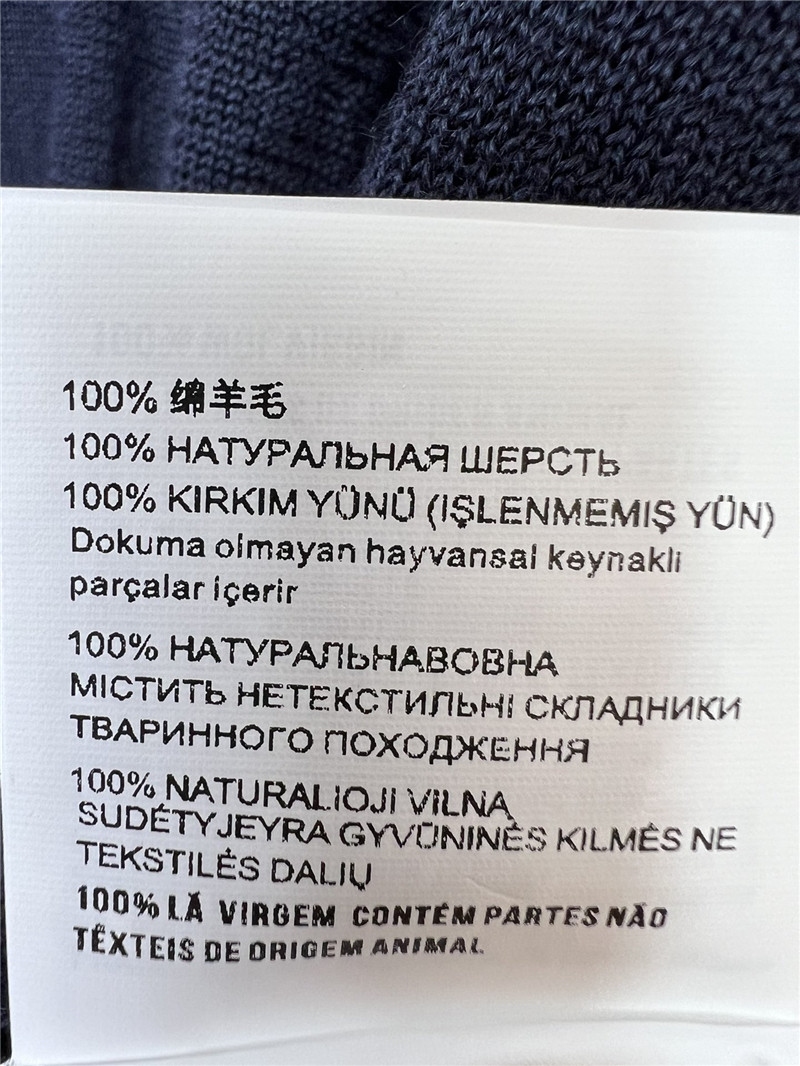 100% 绵羊毛
100% НАТУРАЛЬНАЯ ШЕРСТЬ
100% KIRKIM YÜNÜ (IŞLENMEMIŞ YÜN)
Dokuma olmayan hayvansal keynakli
parçalar içerir
100% НАТУРАЛЬНАВОВНА
МІСТИТЬ НЕТЕКСТИЛЬНІ СКЛАДНИКИ
ТВАРИННОГО ПОХОДЖЕННЯ
100% NATURALIOJI VILNA
SUDÉTYJEYRA GYVŪNINĖS KILMĖS NE
TEKSTILĖS DALIŲ
100% LÃ VIRGEM CONTÉM PARTES NÃO
TÊXTEIS DE ORIGEM ANIMAL